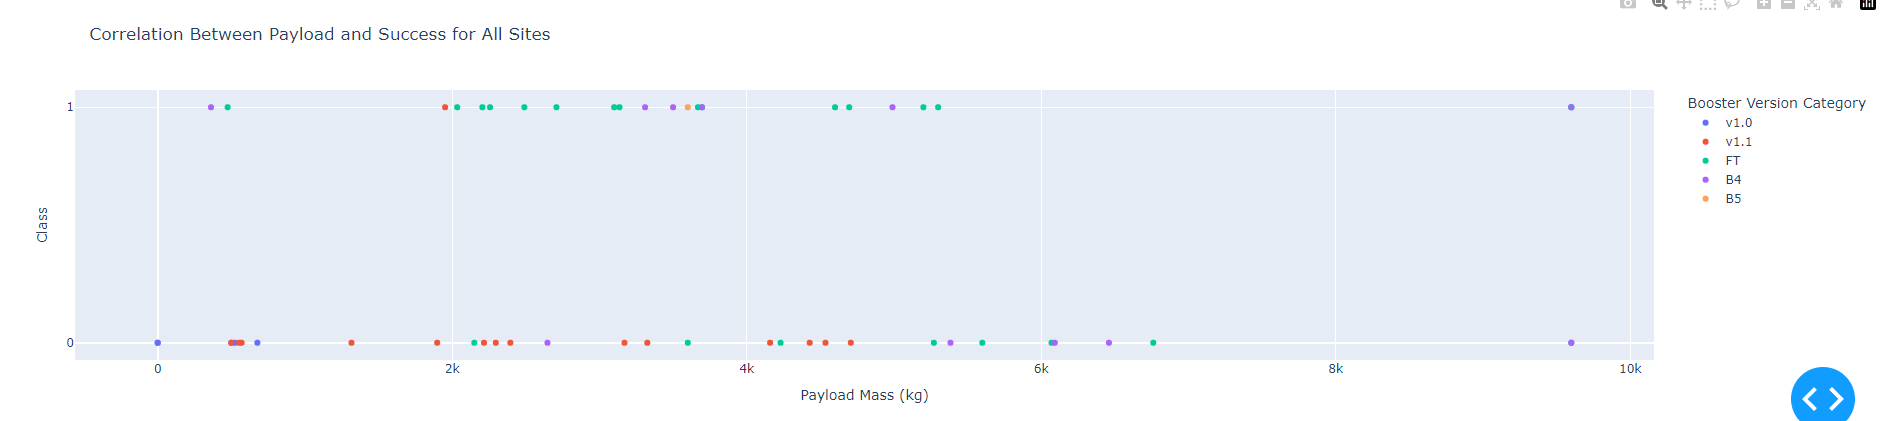 Correlation Between Payload and Success for All Sites
1
0
Class
0 2k 4k 6k 8k 10k
Payload Mass (kg)
Booster Version Category
v1.0
v1.1
FT
B4
B5